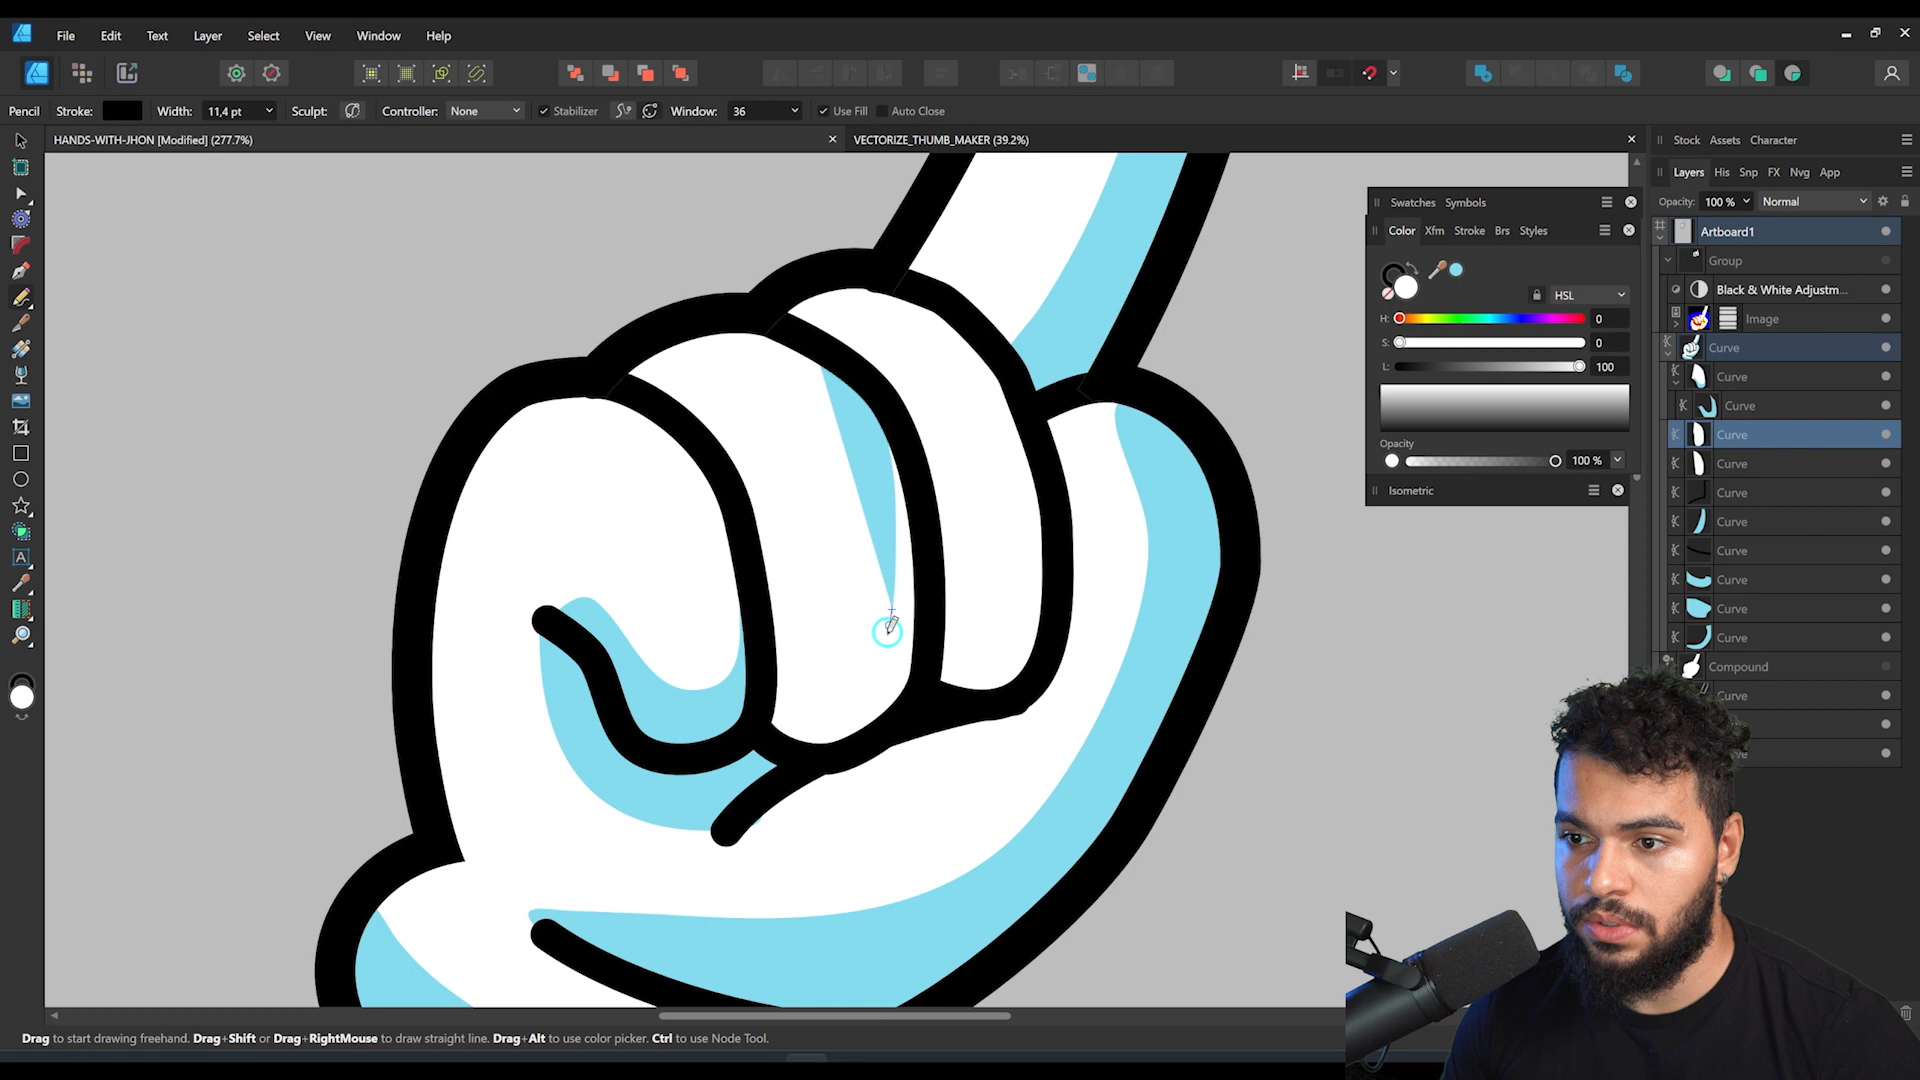 File Edit Text Layer Select View Window Help
Pencil Stroke: Width: 11,4 pt Sculpt: Controller: None Stabilizer Window: 36 Use Fill Auto Close
HANDS-WITH-JHON [Modified] (277.7%) VECTORIZE_THUMB_MAKER (39.2%)
Stock Assets Character
Layers His Snp FX Nvg App
Opacity: 100 % Normal
Swatches Symbols
Color Xfm Stroke Brs Styles
HSL
H: 0
S: 0
L: 100
Opacity
100 %
Isometric
Artboard1
Group
Black & White Adjustm...
Image
Curve
Curve
Curve
Curve
Curve
Curve
Curve
Curve
Curve
Curve
Curve
Compound
Curve
Drag to start drawing freehand. Drag+Shift or Drag+RightMouse to draw straight line. Drag+Alt to use color picker. Ctrl to use Node Tool.